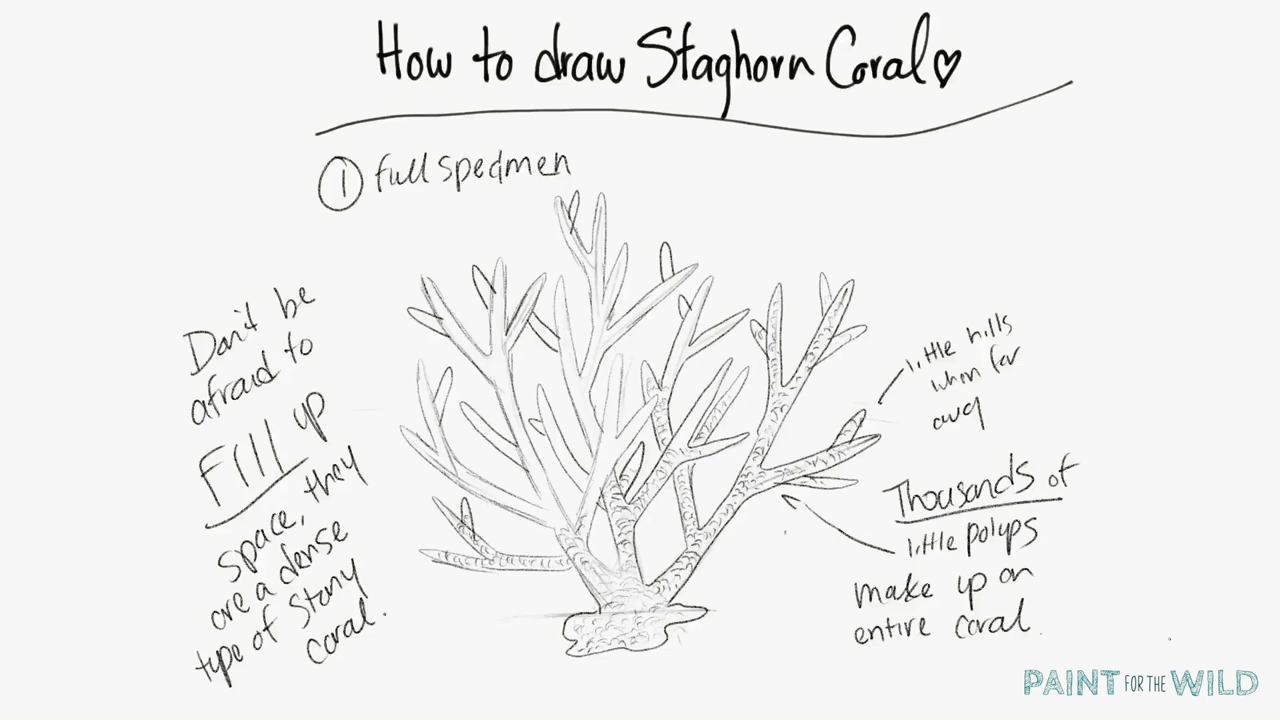 How to draw Staghorn Coral♡
① full specimen
Don't be
afraid to
Fill up
space, they
are a dense
type of Stony
coral.
little hills
when far
away
Thousands of
little polyps
make up an
entire coral.
PAINT FOR THE WILD